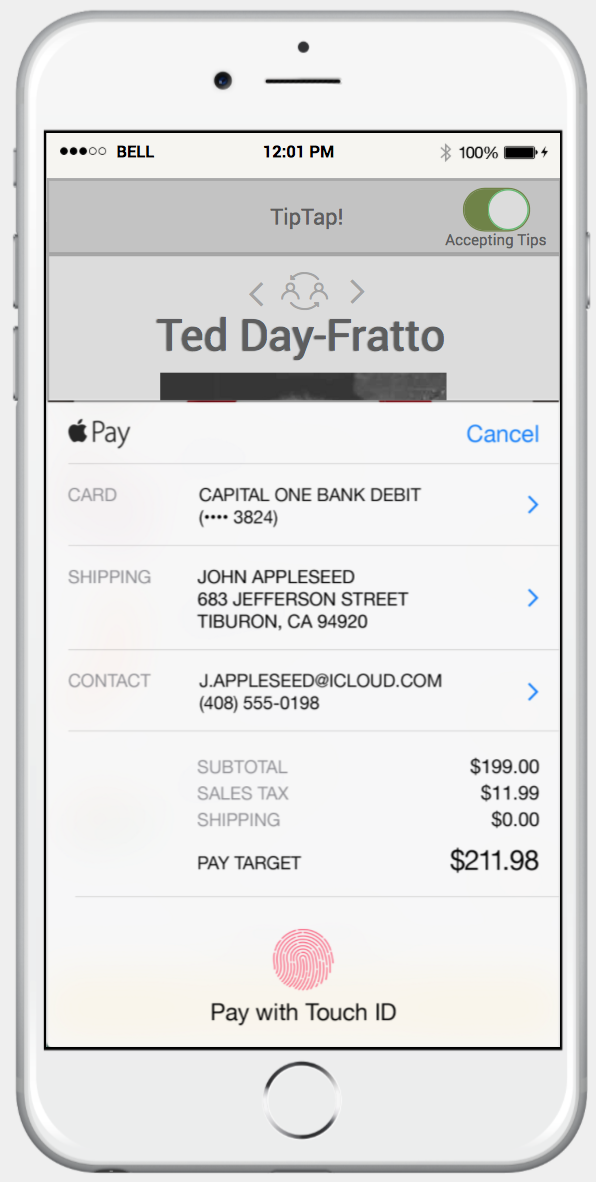 BELL 12:01 PM 100%
TipTap!
Accepting Tips
Ted Day-Fratto
Pay Cancel
CARD CAPITAL ONE BANK DEBIT
(•••• 3824)
SHIPPING JOHN APPLESEED
683 JEFFERSON STREET
TIBURON, CA 94920
CONTACT J.APPLESEED@ICLOUD.COM
(408) 555-0198
SUBTOTAL $199.00
SALES TAX $11.99
SHIPPING $0.00
PAY TARGET $211.98
Pay with Touch ID